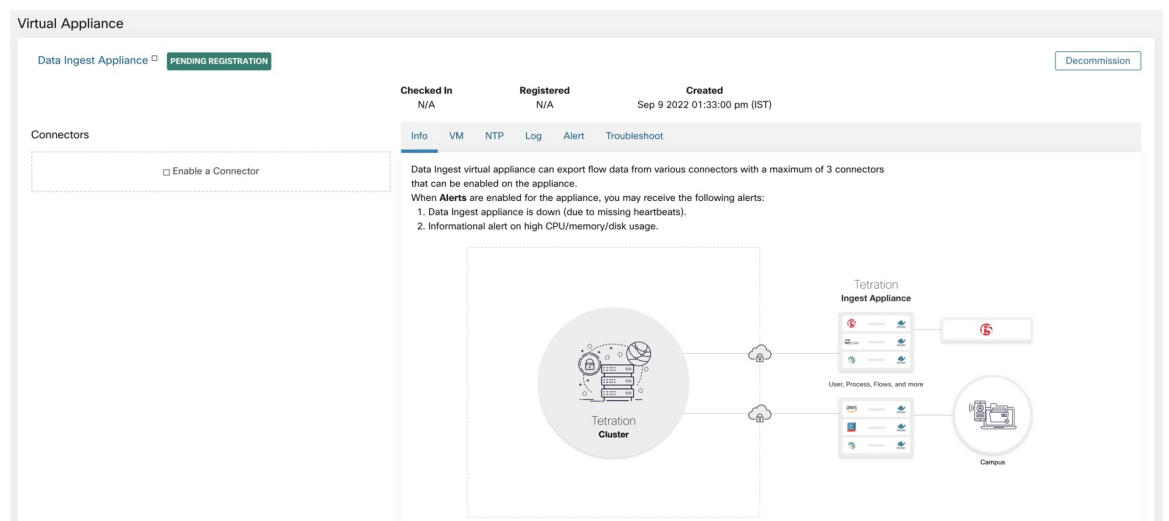 Virtual Appliance
Data Ingest Appliance
PENDING REGISTRATION
Decommission
Checked In Registered Created
N/A N/A Sep 9 2022 01:33:00 pm (IST)
Connectors
Info VM NTP Log Alert Troubleshoot
Enable a Connector
Data Ingest virtual appliance can export flow data from various connectors with a maximum of 3 connectors
that can be enabled on the appliance.
When Alerts are enabled for the appliance, you may receive the following alerts:
1. Data Ingest appliance is down (due to missing heartbeats).
2. Informational alert on high CPU/memory/disk usage.
Tetration
Ingest Appliance
User, Process, Flows, and more
aws
Tetration
Cluster
Campus